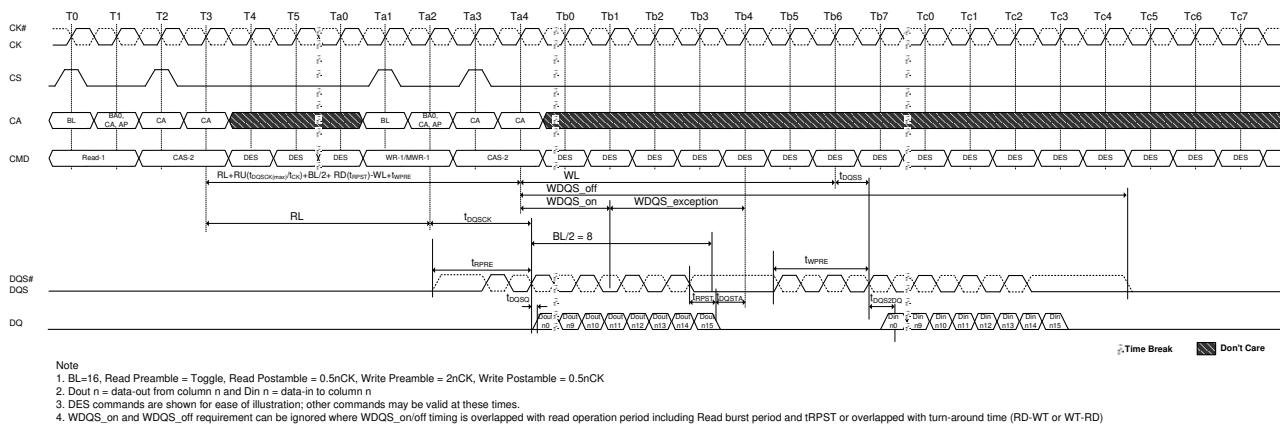 T0 T1 T2 T3 T4 T5 Ta0 Ta1 Ta2 Ta3 Ta4 Tb0 Tb1 Tb2 Tb3 Tb4 Tb5 Tb6 Tb7 Tc0 Tc1 Tc2 Tc3 Tc4 Tc5 Tc6 Tc7
CK#
CK
CS
CA BL BA0, CA, AP CA CA BL BA0, CA, AP CA CA
CMD Read-1 CAS-2 DES DES DES WR-1/MWR-1 CAS-2 DES DES DES DES DES DES DES DES DES DES DES DES DES DES DES DES
RL+RU(tDQSCK(max)/tCK)+BL/2+ RD(tRPST)-WL+tWPRE WL tDQSS
WDQS_off
WDQS_on WDQS_exception
RL tDQSCK
BL/2 = 8
tRPRE tWPRE
DQS#
DQS
tDQSQ tRPST tDQSTA tDQS2DQ
DQ Dout n0 Dout n9 Dout n10 Dout n11 Dout n12 Dout n13 Dout n14 Dout n15 Din n0 Din n9 Din n10 Din n11 Din n12 Din n13 Din n14 Din n15
Time Break Don't Care
Note
1. BL=16, Read Preamble = Toggle, Read Postamble = 0.5nCK, Write Preamble = 2nCK, Write Postamble = 0.5nCK
2. Dout n = data-out from column n and Din n = data-in to column n
3. DES commands are shown for ease of illustration; other commands may be valid at these times.
4. WDQS_on and WDQS_off requirement can be ignored where WDQS_on/off timing is overlapped with read operation period including Read burst period and tRPST or overlapped with turn-around time (RD-WT or WT-RD)